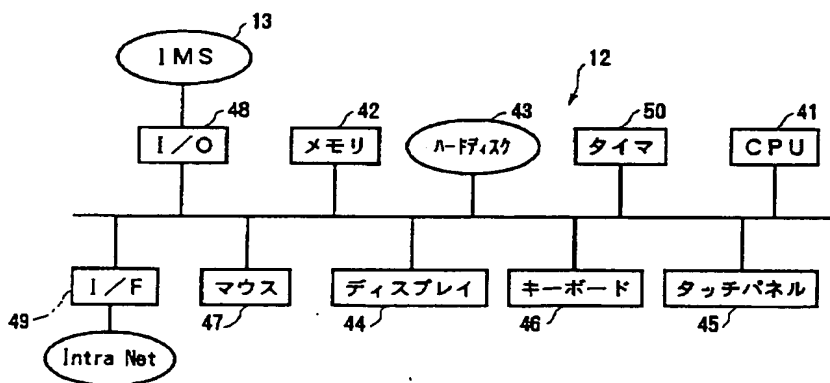 13
IMS
12
48
42
43
50
41
I/O
メモリ
ハードディスク
タイマ
CPU
I/F
マウス
ディスプレイ
キーボード
タッチパネル
49
47
44
46
45
Intra Net